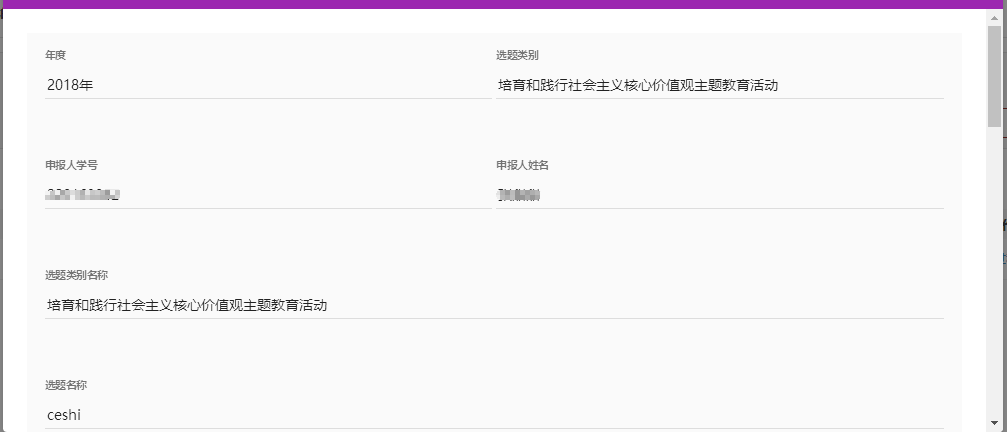 年度
选题类别
2018年
培育和践行社会主义核心价值观主题教育活动
申报人学号
申报人姓名
选题类别名称
培育和践行社会主义核心价值观主题教育活动
选题名称
ceshi